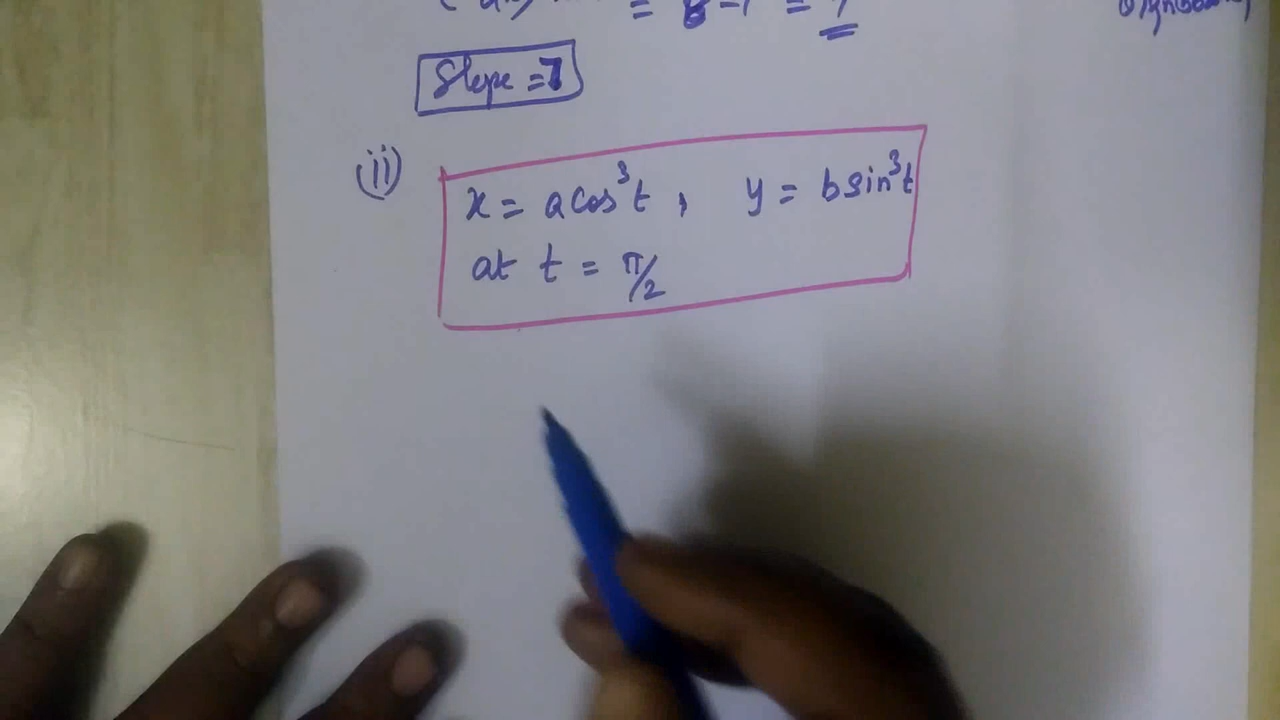 Slope = 7
(ii)
x = a cos³t , y = b sin³t
at t = π/2